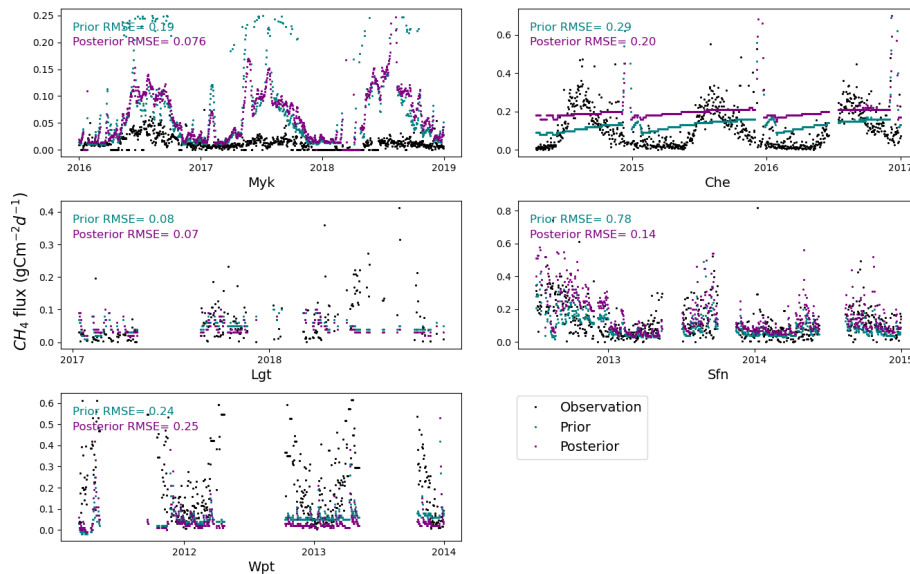 Prior RMSE= 0.19
Posterior RMSE= 0.076
0.25
0.20
0.15
0.10
0.05
0.00
2016
2017
2018
2019
Myk
Prior RMSE= 0.29
Posterior RMSE= 0.20
0.6
0.4
0.2
0.0
2015
2016
2017
Che
CH₄ flux (gCm⁻²d⁻¹)
Prior RMSE= 0.08
Posterior RMSE= 0.07
0.4
0.3
0.2
0.1
0.0
2017
2018
Lgt
Prior RMSE= 0.78
Posterior RMSE= 0.14
0.8
0.6
0.4
0.2
0.0
2013
2014
2015
Sfn
Prior RMSE= 0.24
Posterior RMSE= 0.25
0.6
0.5
0.4
0.3
0.2
0.1
0.0
2012
2013
2014
Wpt
Observation
Prior
Posterior